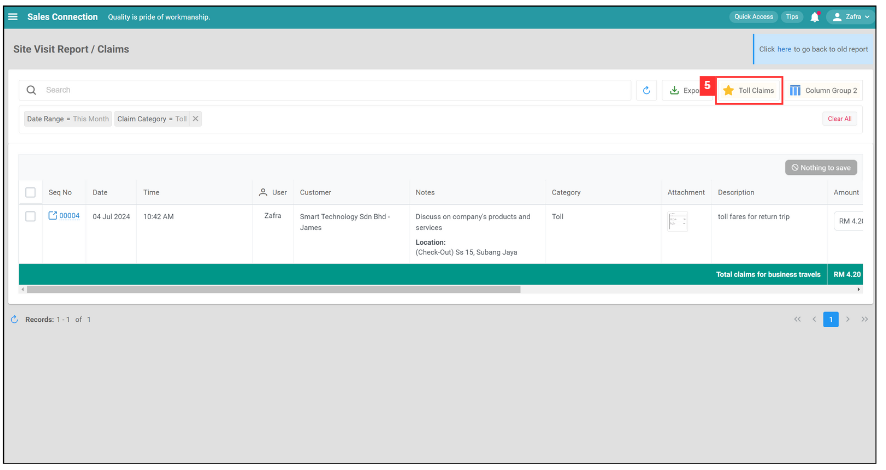 Sales Connection Quality is pride of workmanship. Quick Access Tips Zafra
Site Visit Report / Claims
Click here to go back to old report
Search 5 Toll Claims Column Group 2
Date Range = This Month Claim Category = Toll Clear All
Nothing to save
Seq No Date Time User Customer Notes Category Attachment Description Amount
00004 04 Jul 2024 10:42 AM Zafra Smart Technology Sdn Bhd - Discuss on company's products and Toll toll fares for return trip
James services
Location:
(Check-Out) Ss 15, Subang Jaya
Total claims for business travels RM 4.20
Records: 1 - 1 of 1 1